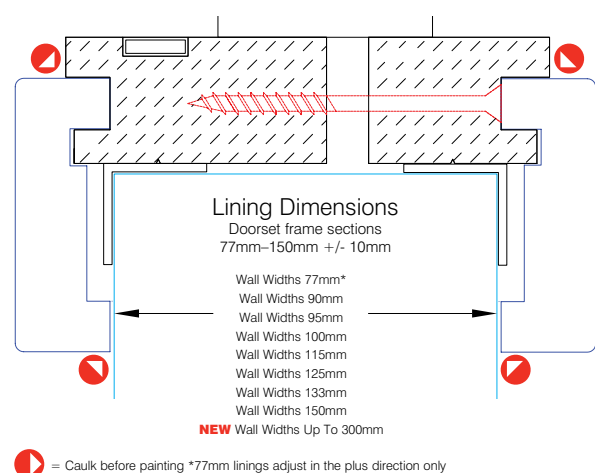 Lining Dimensions
Doorset frame sections
77mm–150mm +/- 10mm
Wall Widths 77mm*
Wall Widths 90mm
Wall Widths 95mm
Wall Widths 100mm
Wall Widths 115mm
Wall Widths 125mm
Wall Widths 133mm
Wall Widths 150mm
NEW Wall Widths Up To 300mm
= Caulk before painting *77mm linings adjust in the plus direction only